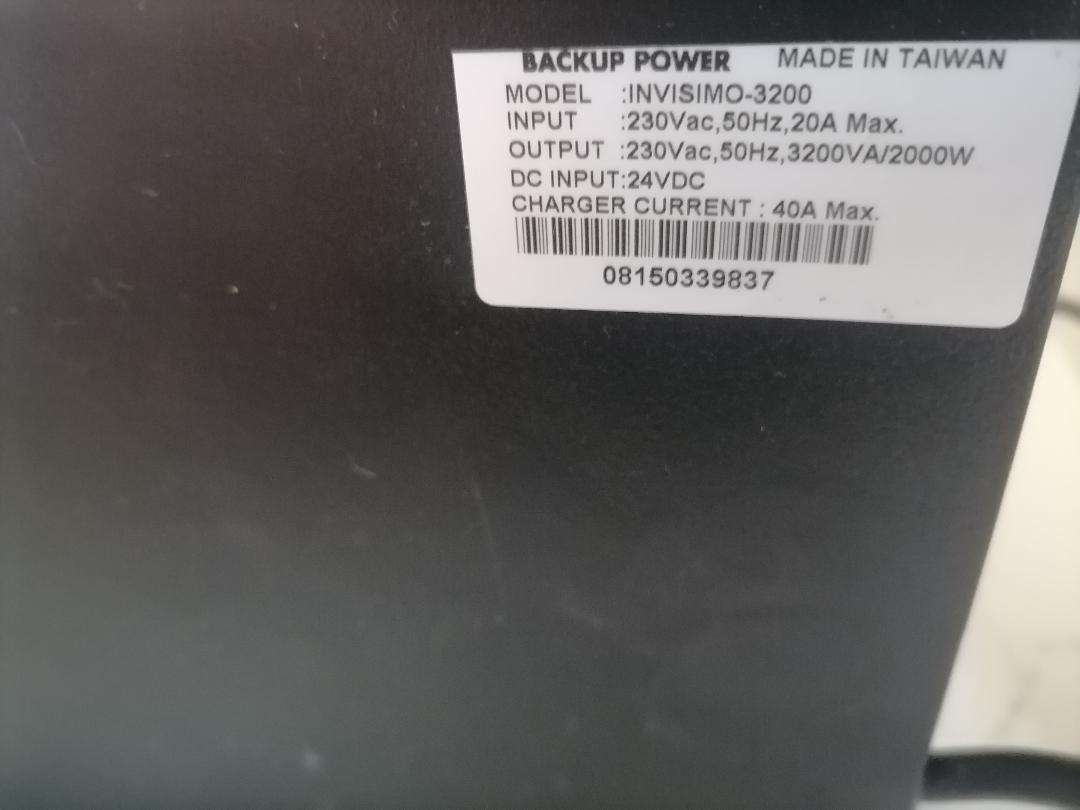 BACKUP POWER MADE IN TAIWAN
MODEL :INVISIMO-3200
INPUT :230Vac,50Hz,20A Max.
OUTPUT :230Vac,50Hz,3200VA/2000W
DC INPUT:24VDC
CHARGER CURRENT : 40A Max.
08150339837